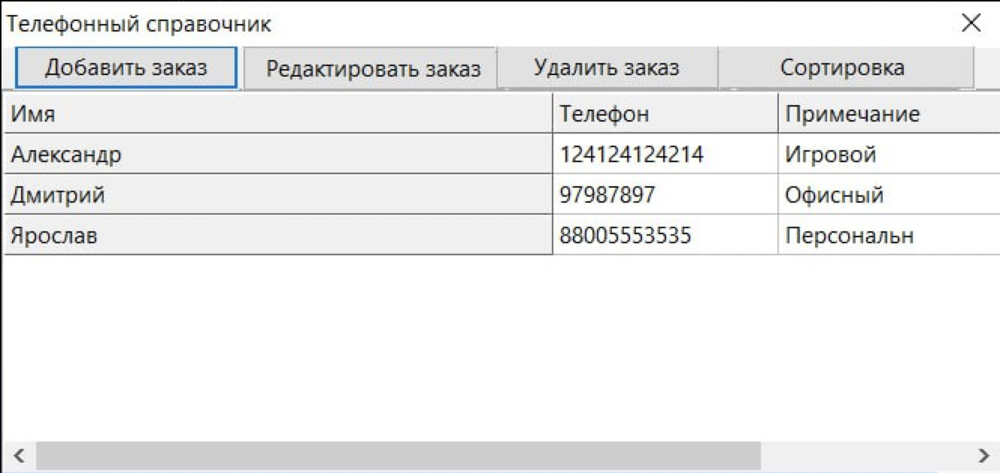 Телефонный справочник
Добавить заказ Редактировать заказ Удалить заказ Сортировка
Имя Телефон Примечание
Александр 124124124214 Игровой
Дмитрий 97987897 Офисный
Ярослав 88005553535 Персональн